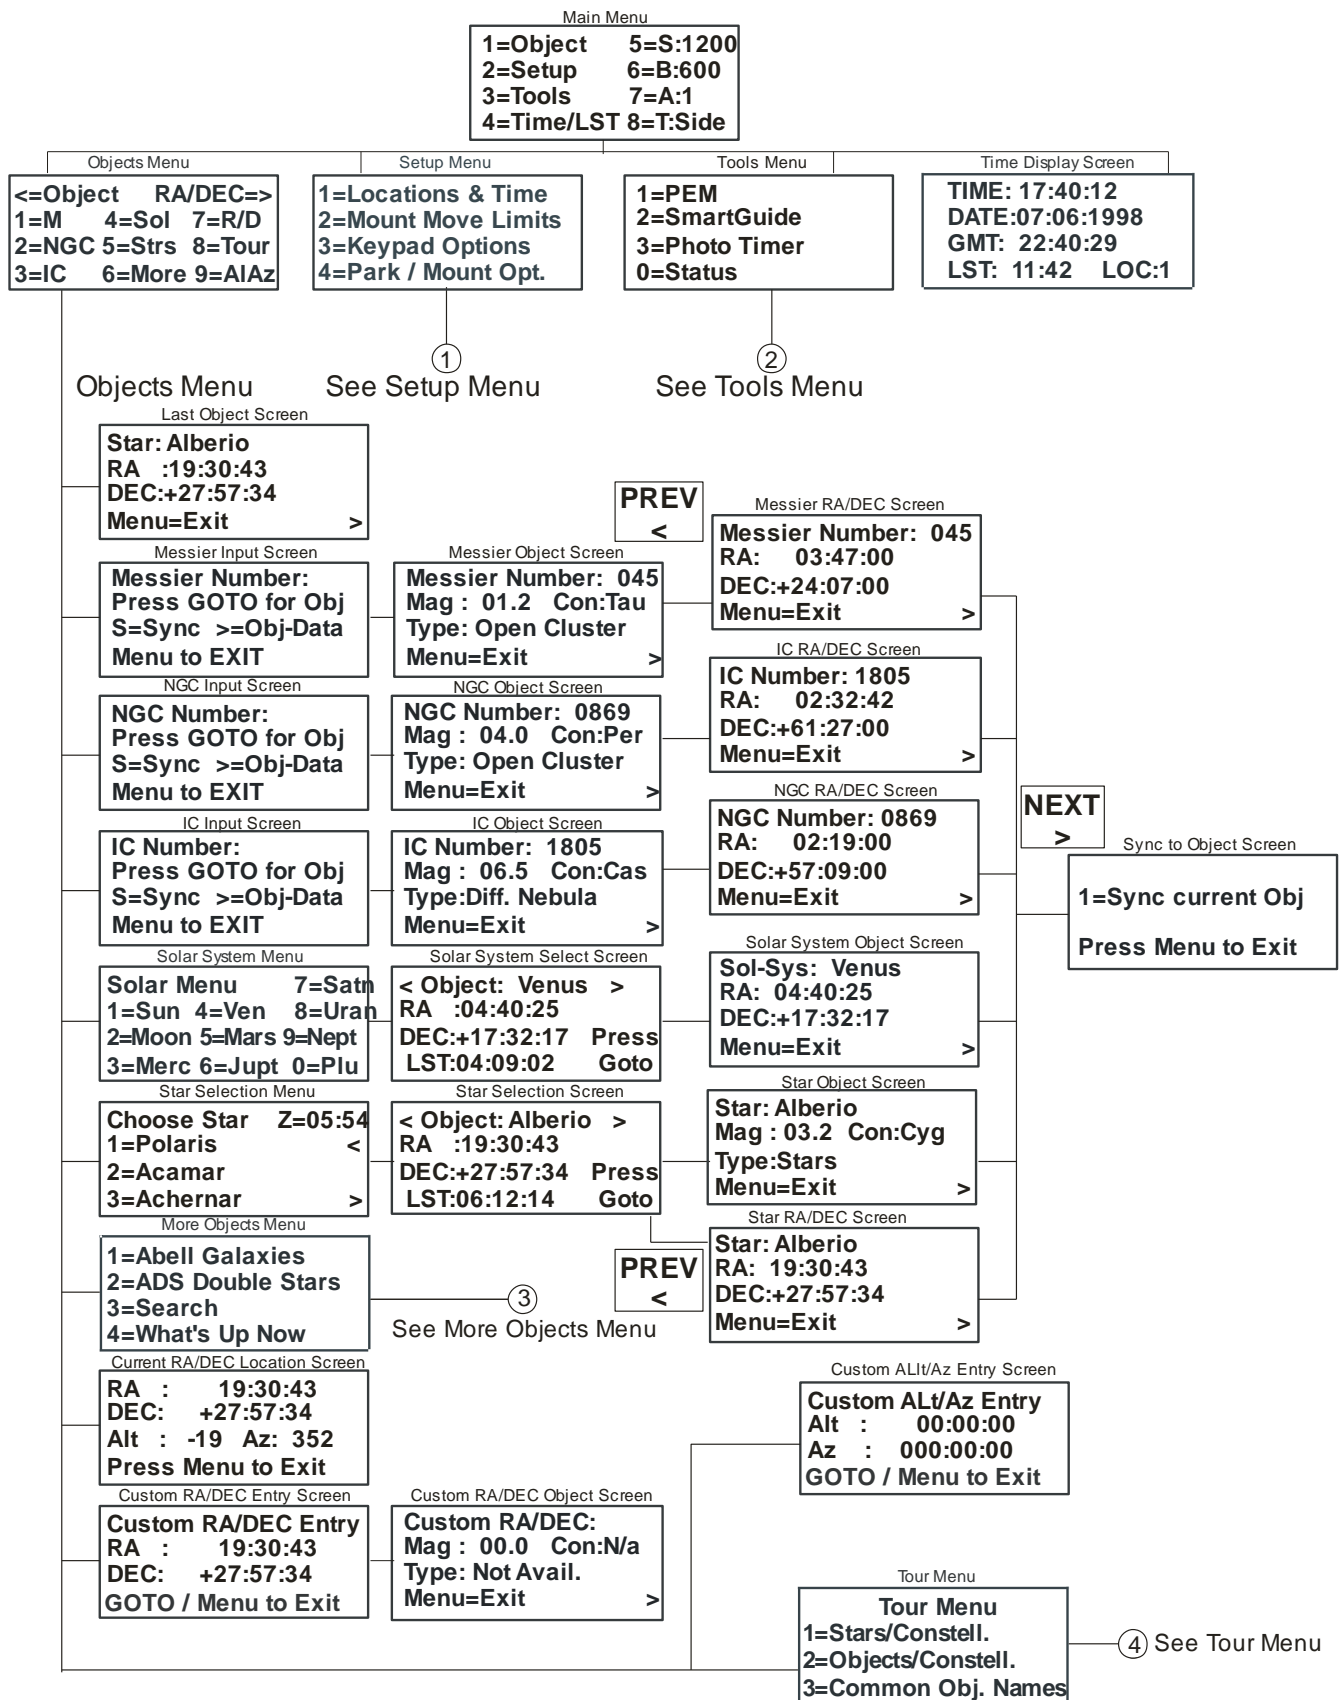 Main Menu
1=Object 5=S:1200
2=Setup 6=B:600
3=Tools 7=A:1
4=Time/LST 8=T:Side
Objects Menu
<=Object RA/DEC=>
1=M 4=Sol 7=R/D
2=NGC 5=Strs 8=Tour
3=IC 6=More 9=AlAz
Setup Menu
1=Locations & Time
2=Mount Move Limits
3=Keypad Options
4=Park / Mount Opt.
Tools Menu
1=PEM
2=SmartGuide
3=Photo Timer
0=Status
Time Display Screen
TIME: 17:40:12
DATE:07:06:1998
GMT: 22:40:29
LST: 11:42 LOC:1
1
See Setup Menu
2
See Tools Menu
Objects Menu
Last Object Screen
Star: Alberio
RA :19:30:43
DEC:+27:57:34
Menu=Exit >
PREV
<
Messier Input Screen
Messier Number:
Press GOTO for Obj
S=Sync >=Obj-Data
Menu to EXIT
Messier Object Screen
Messier Number: 045
Mag : 01.2 Con:Tau
Type: Open Cluster
Menu=Exit >
Messier RA/DEC Screen
Messier Number: 045
RA: 03:47:00
DEC:+24:07:00
Menu=Exit >
NGC Input Screen
NGC Number:
Press GOTO for Obj
S=Sync >=Obj-Data
Menu to EXIT
NGC Object Screen
NGC Number: 0869
Mag : 04.0 Con:Per
Type: Open Cluster
Menu=Exit >
IC RA/DEC Screen
IC Number: 1805
RA: 02:32:42
DEC:+61:27:00
Menu=Exit >
IC Input Screen
IC Number:
Press GOTO for Obj
S=Sync >=Obj-Data
Menu to EXIT
IC Object Screen
IC Number: 1805
Mag : 06.5 Con:Cas
Type:Diff. Nebula
Menu=Exit >
NGC RA/DEC Screen
NGC Number: 0869
RA: 02:19:00
DEC:+57:09:00
Menu=Exit >
NEXT
>
Sync to Object Screen
1=Sync current Obj
Press Menu to Exit
Solar System Menu
Solar Menu 7=Satn
1=Sun 4=Ven 8=Uran
2=Moon 5=Mars 9=Nept
3=Merc 6=Jupt 0=Plu
Solar System Select Screen
< Object: Venus >
RA :04:40:25
DEC:+17:32:17 Press
LST:04:09:02 Goto
Solar System Object Screen
Sol-Sys: Venus
RA: 04:40:25
DEC:+17:32:17
Menu=Exit >
Star Selection Menu
Choose Star Z=05:54
1=Polaris <
2=Acamar
3=Achernar >
Star Selection Screen
< Object: Alberio >
RA :19:30:43
DEC:+27:57:34 Press
LST:06:12:14 Goto
Star Object Screen
Star: Alberio
Mag : 03.2 Con:Cyg
Type:Stars
Menu=Exit >
More Objects Menu
1=Abell Galaxies
2=ADS Double Stars
3=Search
4=What's Up Now
3
See More Objects Menu
PREV
<
Star RA/DEC Screen
Star: Alberio
RA: 19:30:43
DEC:+27:57:34
Menu=Exit >
Current RA/DEC Location Screen
RA : 19:30:43
DEC: +27:57:34
Alt : -19 Az: 352
Press Menu to Exit
Custom ALlt/Az Entry Screen
Custom ALt/Az Entry
Alt : 00:00:00
Az : 000:00:00
GOTO / Menu to Exit
Custom RA/DEC Entry Screen
Custom RA/DEC Entry
RA : 19:30:43
DEC: +27:57:34
GOTO / Menu to Exit
Custom RA/DEC Object Screen
Custom RA/DEC:
Mag : 00.0 Con:N/a
Type: Not Avail.
Menu=Exit >
Tour Menu
Tour Menu
1=Stars/Constell.
2=Objects/Constell.
3=Common Obj. Names
4 See Tour Menu